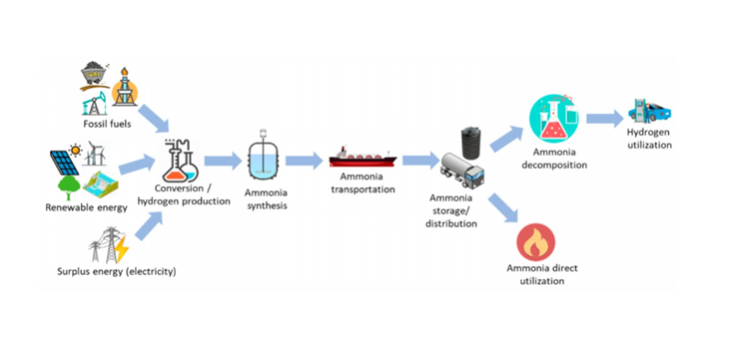 Fossil fuels
Renewable energy
Surplus energy (electricity)
Conversion /
hydrogen production
Ammonia
synthesis
Ammonia
transportation
Ammonia
storage/
distribution
Ammonia
decomposition
Hydrogen
utilization
Ammonia direct
utilization